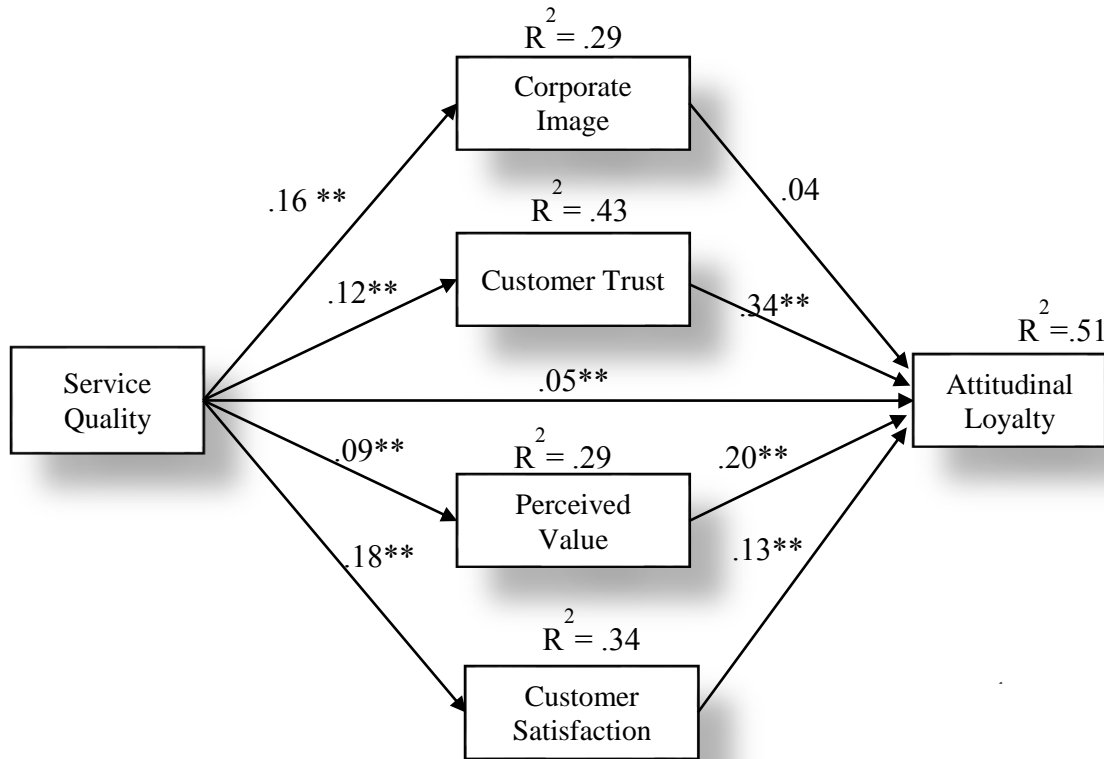 R² = .29
Corporate
Image
.16 **
.04
R² = .43
Customer Trust
.12**
.34**
R²=.51
Service
Quality
.05**
Attitudinal
Loyalty
.09**
R² = .29
.20**
Perceived
Value
.18**
.13**
R² = .34
Customer
Satisfaction